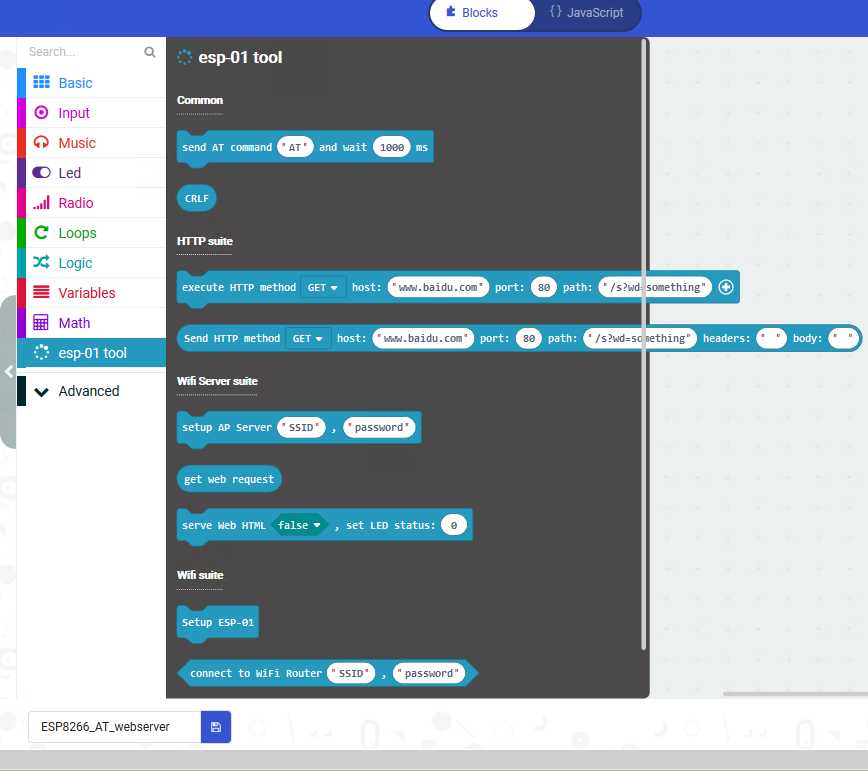 Blocks
{} JavaScript
Search...
Basic
Input
Music
Led
Radio
Loops
Logic
Variables
Math
esp-01 tool
Advanced
esp-01 tool
Common
send AT command "AT" and wait 1000 ms
CRLF
HTTP suite
execute HTTP method GET host: "www.baidu.com" port: 80 path: "/s?wd=something"
Send HTTP method GET host: "www.baidu.com" port: 80 path: "/s?wd=something" headers: " " body: " "
Wifi Server suite
setup AP Server "SSID" , "password"
get web request
serve Web HTML false , set LED status: 0
Wifi suite
Setup ESP-01
connect to WiFi Router "SSID" , "password"
ESP8266_AT_webserver